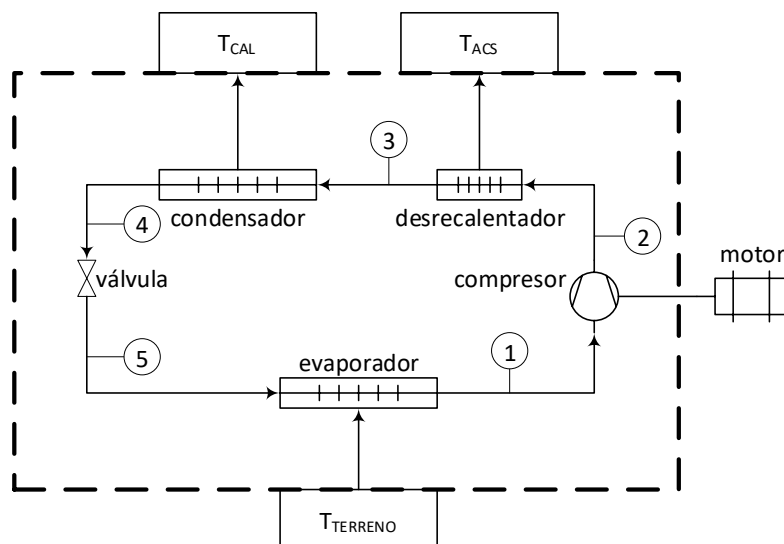 T_CAL
T_ACS
3
condensador
desrecalentador
4
2
motor
válvula
compresor
5
evaporador
1
T_TERRENO